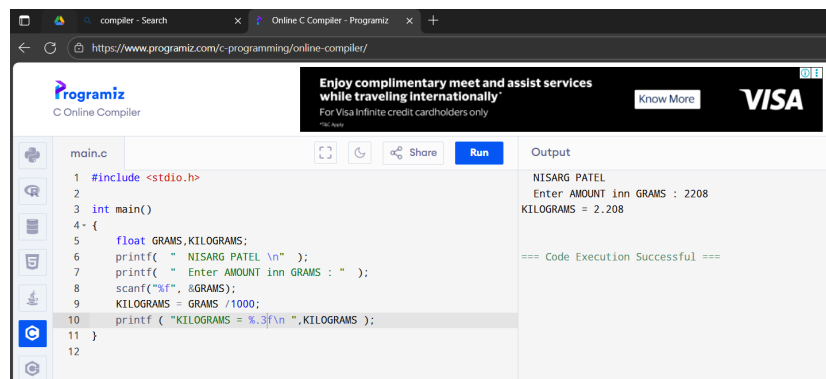 compiler - Search
Online C Compiler - Programiz
https://www.programiz.com/c-programming/online-compiler/
Programiz
C Online Compiler
Enjoy complimentary meet and assist services
while traveling internationally*
For Visa Infinite credit cardholders only
*T&C Apply
Know More
VISA
main.c
Share
Run
Output
1 #include <stdio.h>
2
3 int main()
4 {
5 float GRAMS,KILOGRAMS;
6 printf( " NISARG PATEL \n" );
7 printf( " Enter AMOUNT inn GRAMS : " );
8 scanf("%f", &GRAMS);
9 KILOGRAMS = GRAMS /1000;
10 printf ( "KILOGRAMS = %.3f\n ",KILOGRAMS );
11 }
12
NISARG PATEL
Enter AMOUNT inn GRAMS : 2208
KILOGRAMS = 2.208
=== Code Execution Successful ===